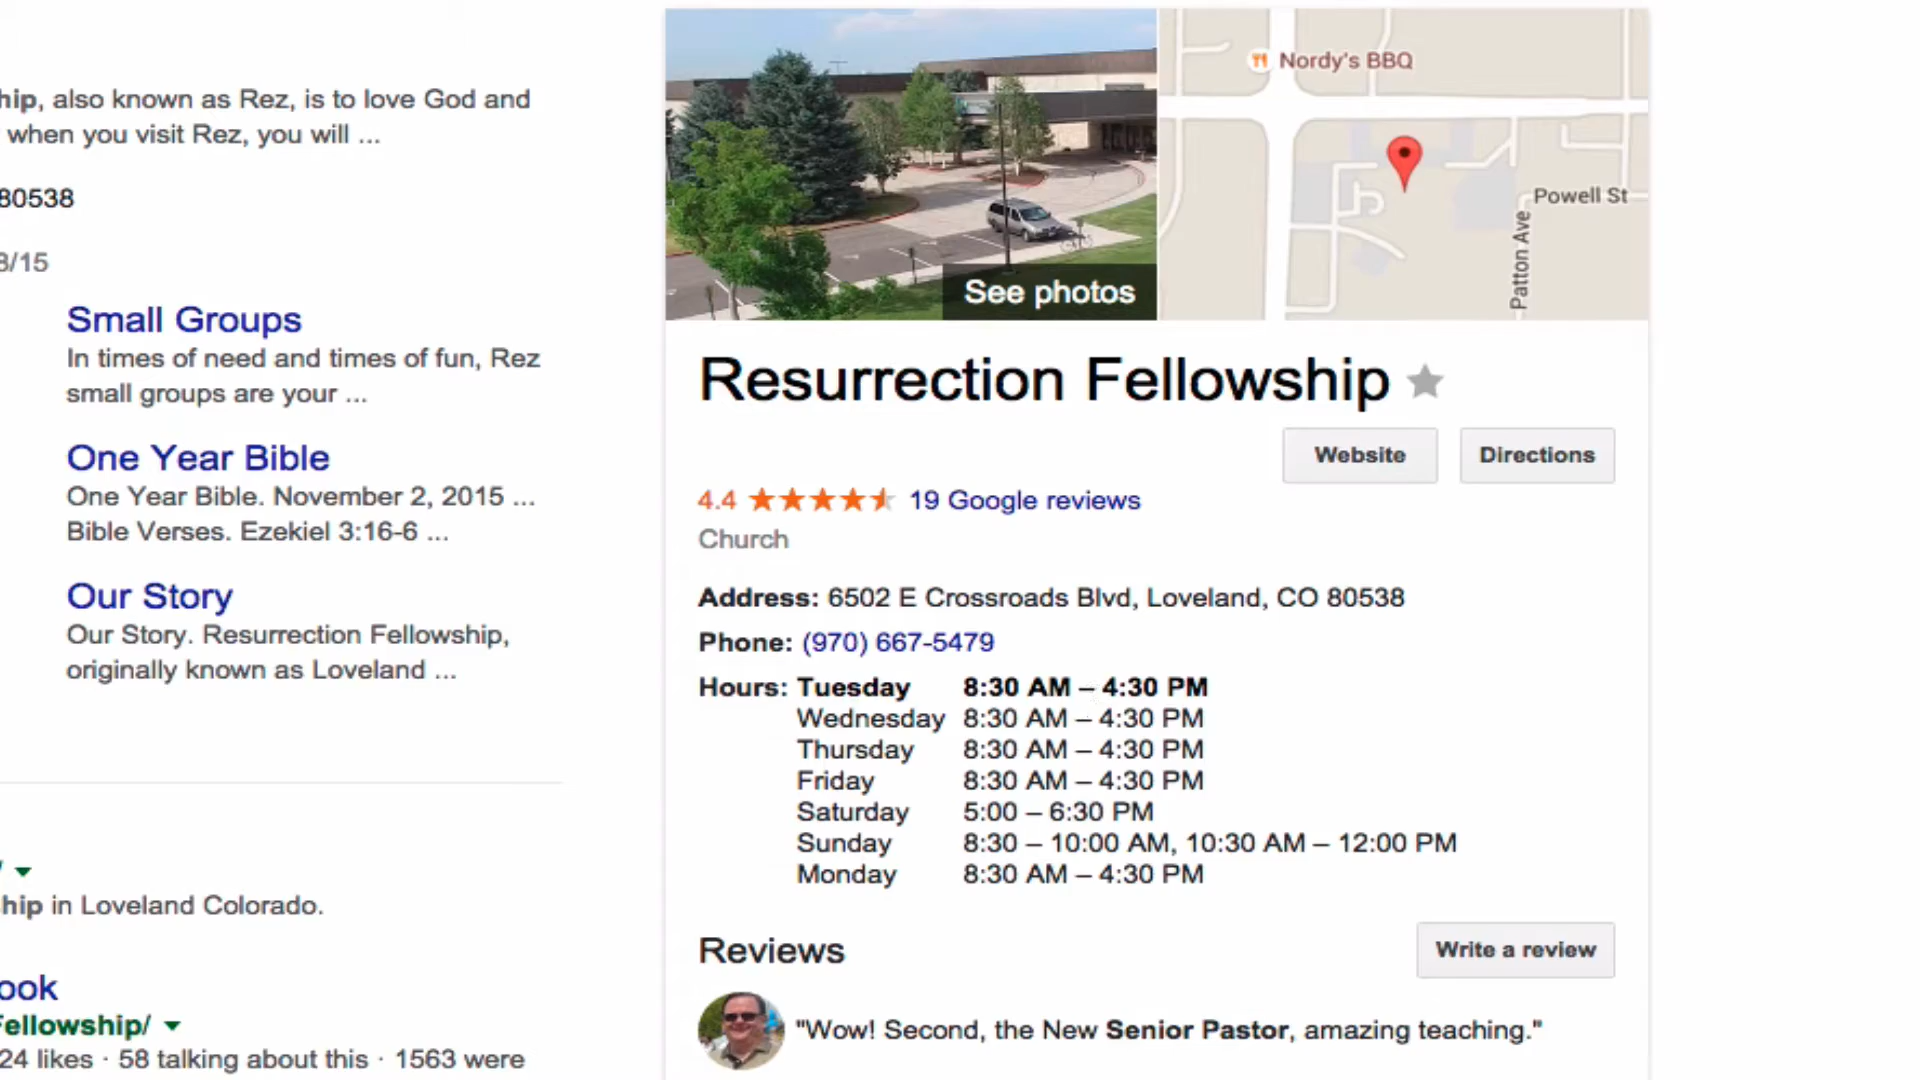 hip, also known as Rez, is to love God and
when you visit Rez, you will ...
80538
8/15
Small Groups
In times of need and times of fun, Rez
small groups are your ...
One Year Bible
One Year Bible. November 2, 2015 ...
Bible Verses. Ezekiel 3:16-6 ...
Our Story
Our Story. Resurrection Fellowship,
originally known as Loveland ...
hip in Loveland Colorado.
ook
Fellowship/
24 likes · 58 talking about this · 1563 were
See photos
Nordy's BBQ
Powell St
Patton Ave
Resurrection Fellowship
Website Directions
4.4 19 Google reviews
Church
Address: 6502 E Crossroads Blvd, Loveland, CO 80538
Phone: (970) 667-5479
Hours: Tuesday 8:30 AM – 4:30 PM
Wednesday 8:30 AM – 4:30 PM
Thursday 8:30 AM – 4:30 PM
Friday 8:30 AM – 4:30 PM
Saturday 5:00 – 6:30 PM
Sunday 8:30 – 10:00 AM, 10:30 AM – 12:00 PM
Monday 8:30 AM – 4:30 PM
Reviews
Write a review
"Wow! Second, the New Senior Pastor, amazing teaching."